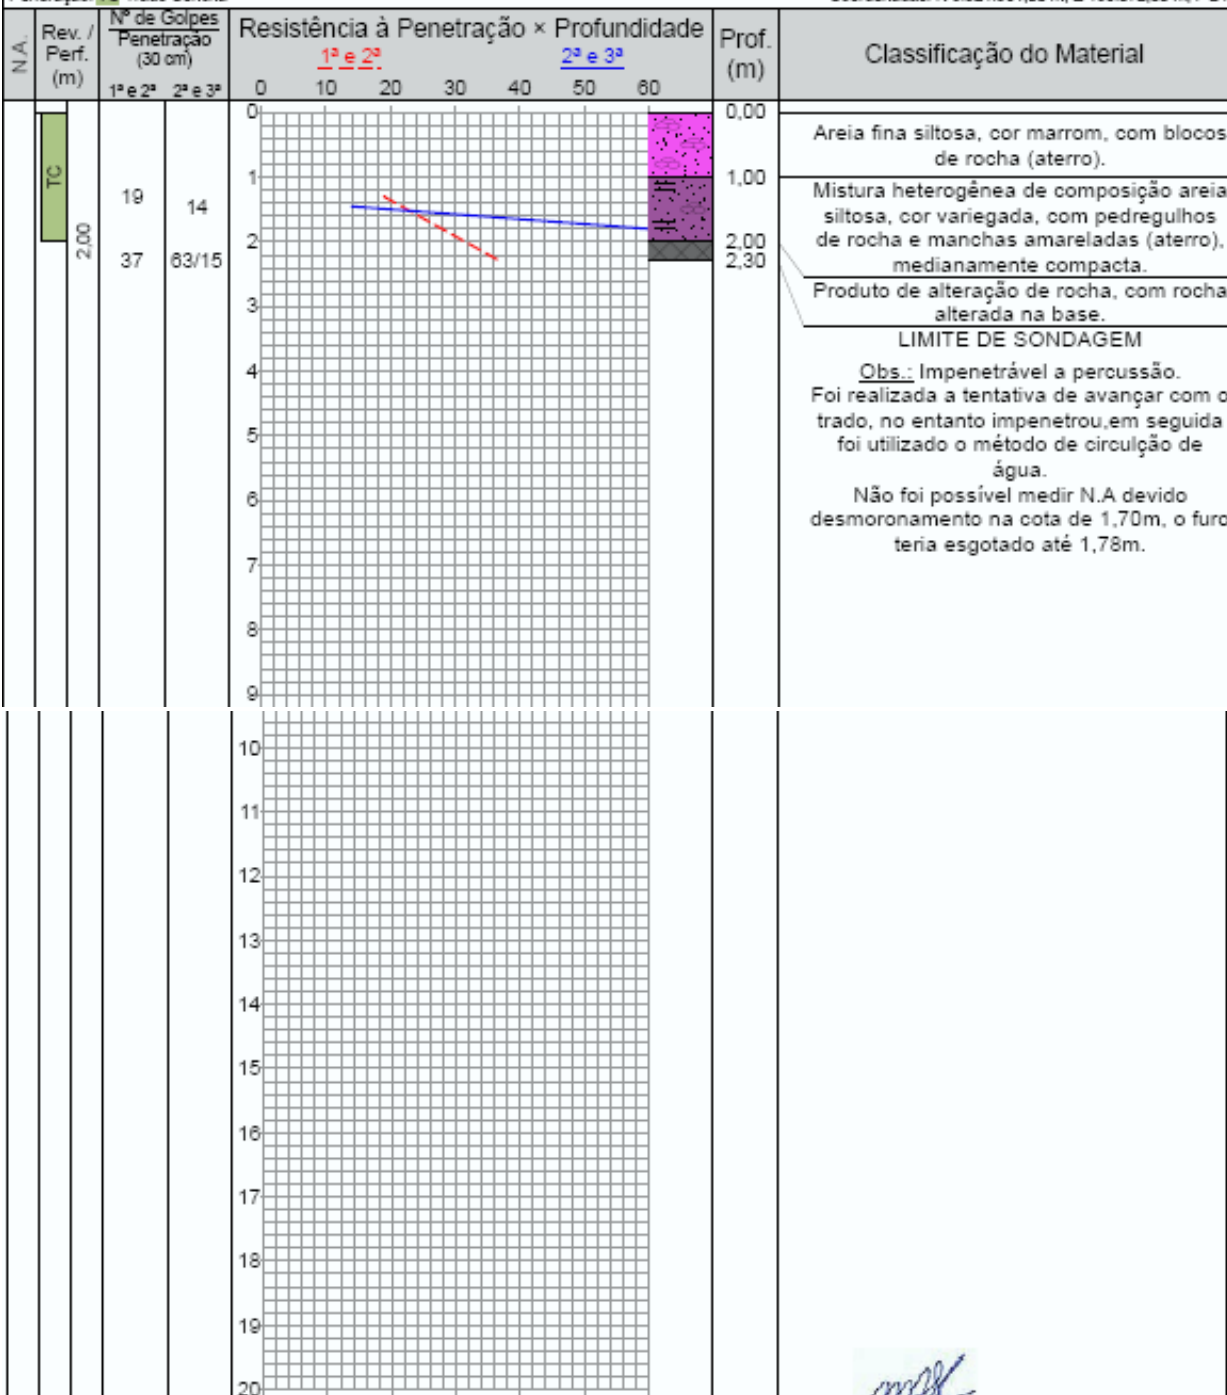 N.A.
Rev. /
Perf.
(m)
Nº de Golpes
Penetração
(30 cm)
1ª e 2ª 2ª e 3ª
Resistência à Penetração × Profundidade
1ª e 2ª 2ª e 3ª
0 10 20 30 40 50 60
Prof.
(m)
Classificação do Material
TC
2,00
19 14
37 63/15
0
1
2
3
4
5
6
7
8
9
10
11
12
13
14
15
16
17
18
19
20
0,00
1,00
2,00
2,30
Areia fina siltosa, cor marrom, com blocos
de rocha (aterro).
Mistura heterogênea de composição areia
siltosa, cor variegada, com pedregulhos
de rocha e manchas amareladas (aterro),
medianamente compacta.
Produto de alteração de rocha, com rocha
alterada na base.
LIMITE DE SONDAGEM
Obs.: Impenetrável a percussão.
Foi realizada a tentativa de avançar com o
trado, no entanto impenetrou,em seguida
foi utilizado o método de circulção de
água.
Não foi possível medir N.A devido
desmoronamento na cota de 1,70m, o furo
teria esgotado até 1,78m.